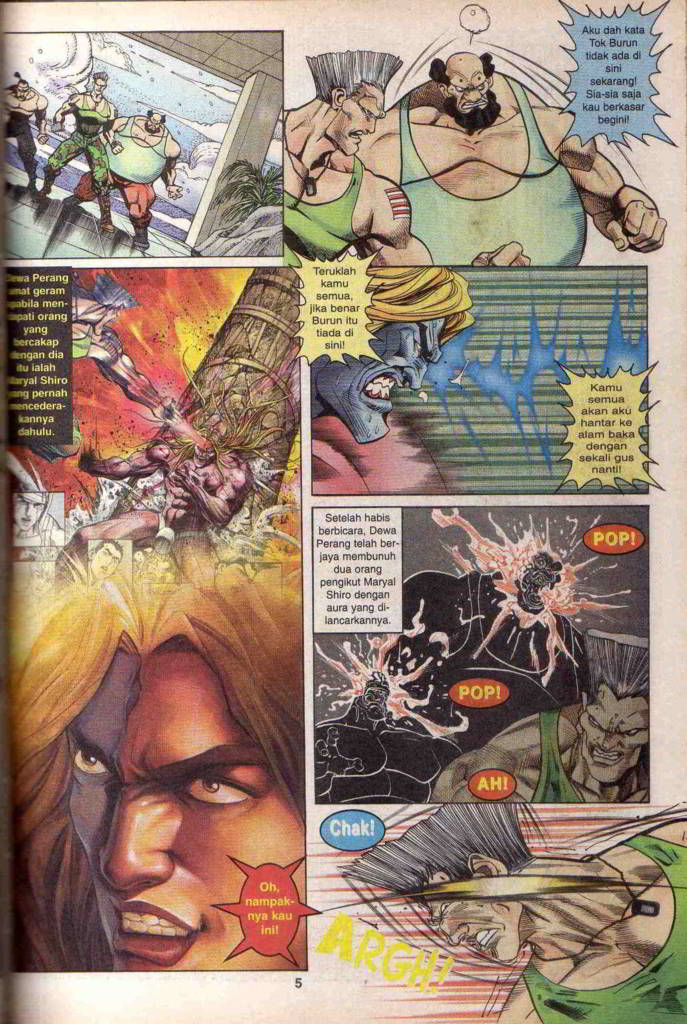 Aku dah kata
Tok Burun
tidak ada di
sini
sekarang!
Sia-sia saja
kau berkasar
begini!
Dewa Perang
amat geram
apabila men-
dapati orang
yang
bercakap
dengan dia
itu ialah
Maryal Shiro
yang pernah
mencedera-
kannya
dahulu.
Teruklah
kamu
semua,
jika benar
Burun itu
tiada di
sini!
Kamu
semua
akan aku
hantar ke
alam baka
dengan
sekali gus
nanti!
Setelah habis
berbicara, Dewa
Perang telah ber-
jaya membunuh
dua orang
pengikut Maryal
Shiro dengan
aura yang di-
lancarkannya.
POP!
POP!
AH!
Oh,
nampak-
nya kau
ini!
Chak!
ARGH!
5